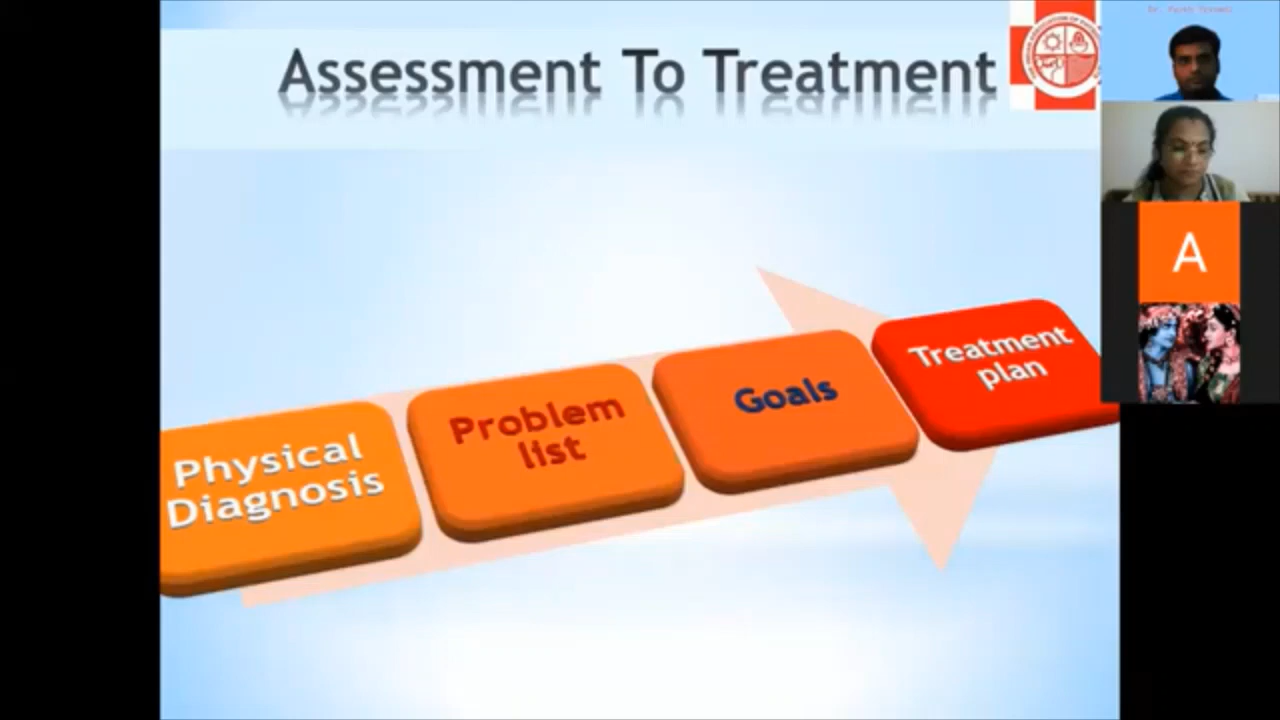 Assessment To Treatment
Physical
Diagnosis
Problem
list
Goals
Treatment
plan
A